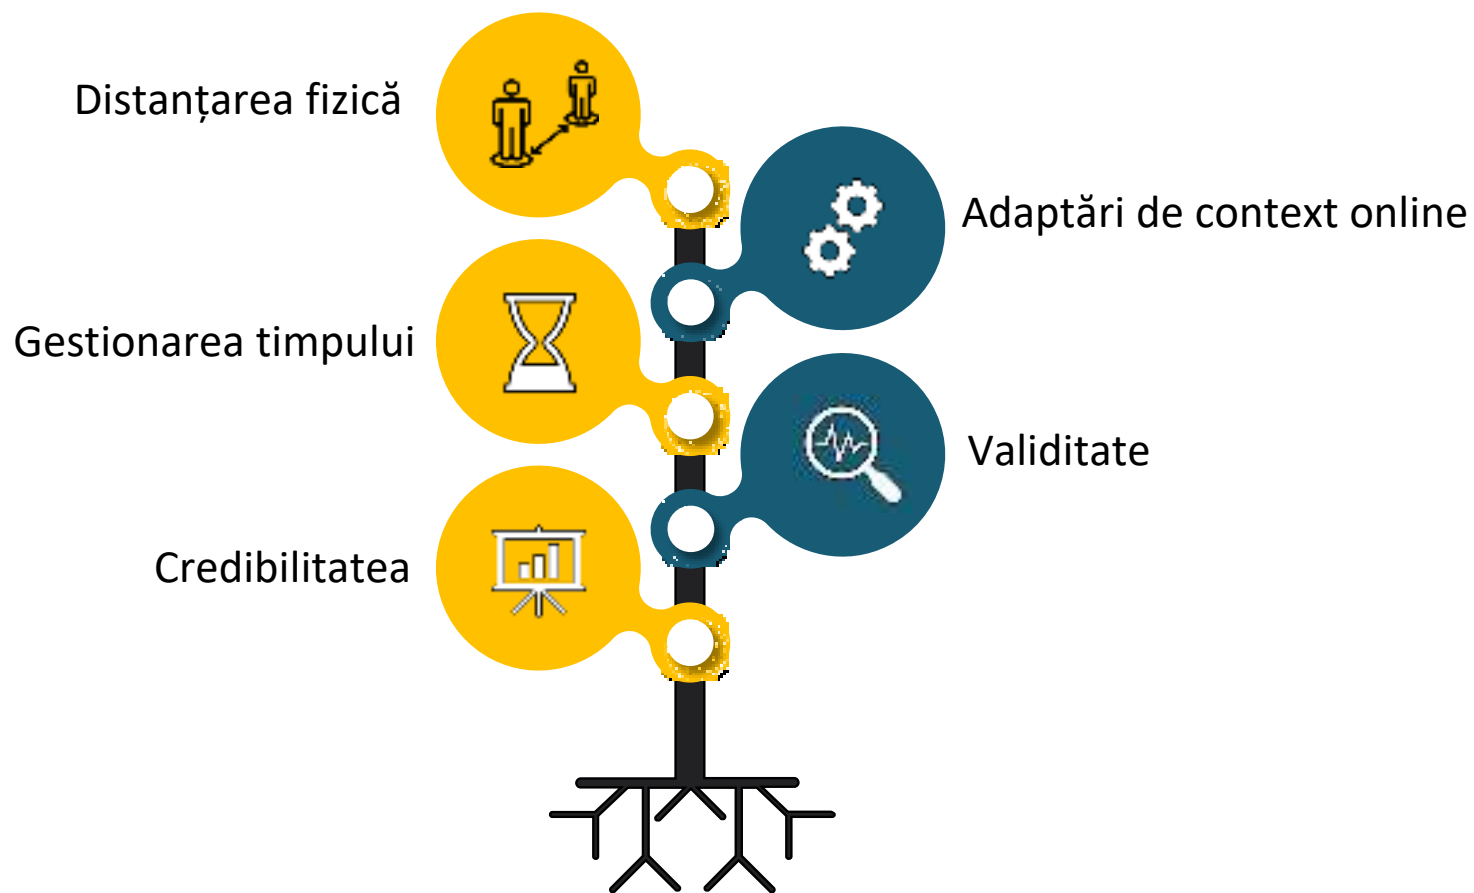 Distanțarea fizică
Adaptări de context online
Gestionarea timpului
Validitate
Credibilitatea